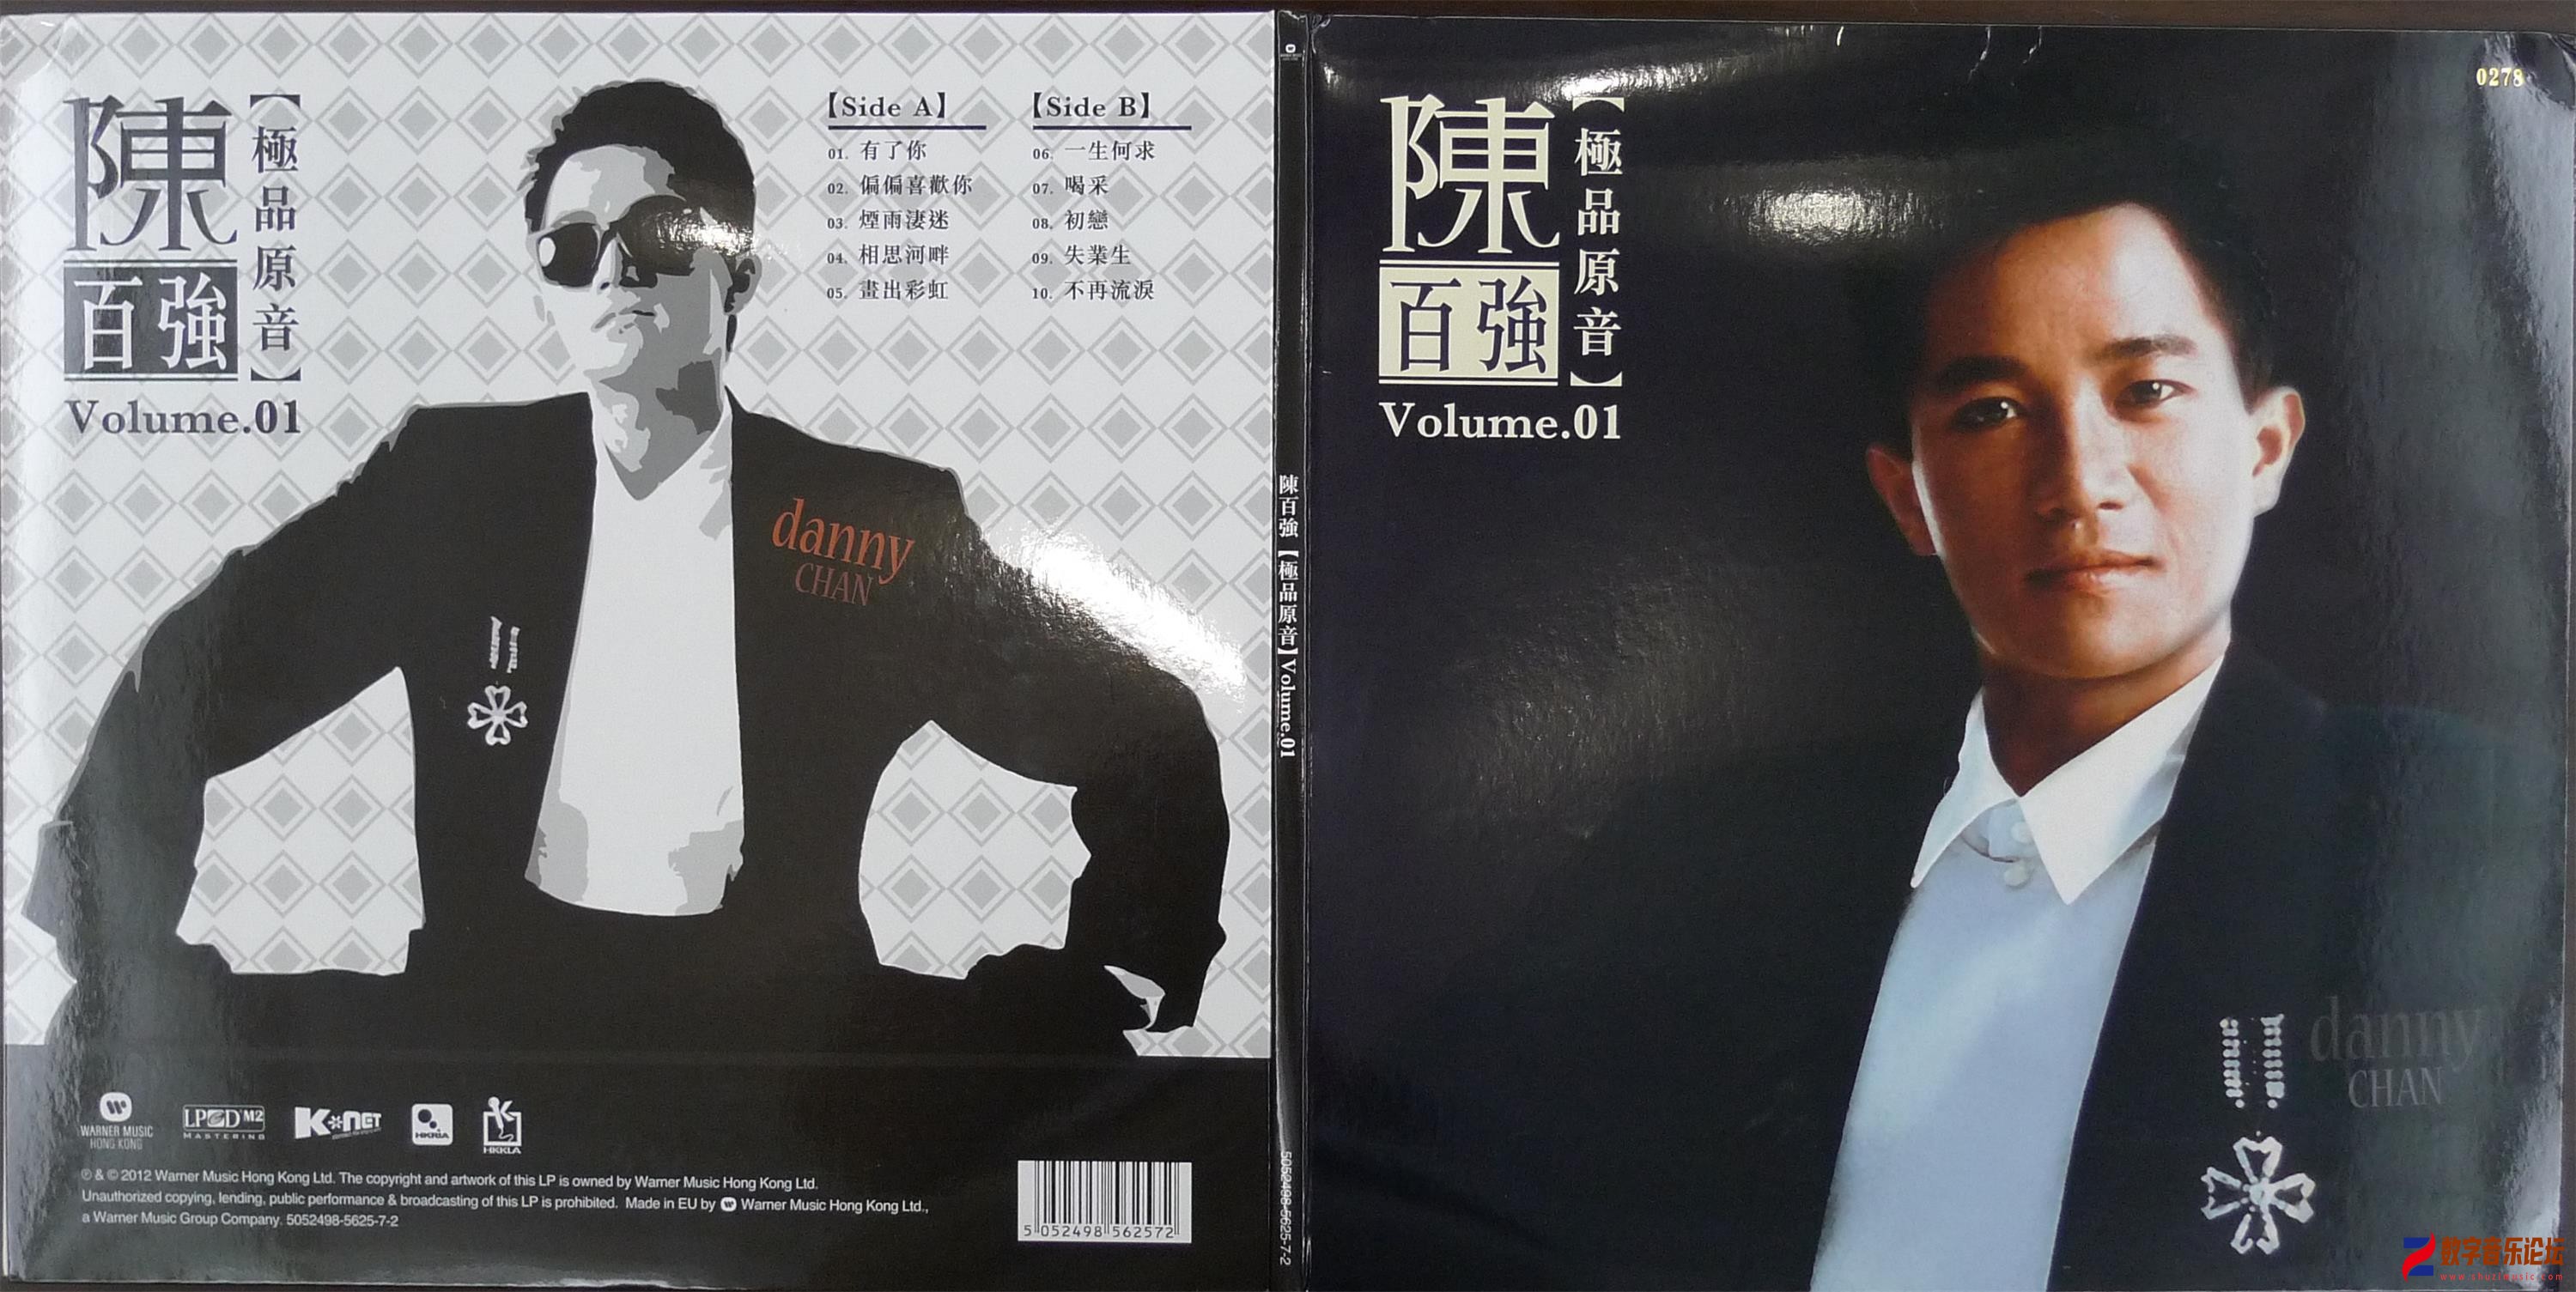 陳百強
【極品原音】
Volume.01
【Side A】
01. 有了你
02. 偏偏喜歡你
03. 煙雨淒迷
04. 相思河畔
05. 畫出彩虹
【Side B】
06. 一生何求
07. 喝采
08. 初戀
09. 失業生
10. 不再流淚
danny
CHAN
WARNER MUSIC
HONG KONG
LPCD M2
MASTERING
K*NET
HKRIA
HKKLA
℗ & © 2012 Warner Music Hong Kong Ltd. The copyright and artwork of this LP is owned by Warner Music Hong Kong Ltd.
Unauthorized copying, lending, public performance & broadcasting of this LP is prohibited. Made in EU by Warner Music Hong Kong Ltd.,
a Warner Music Group Company. 5052498-5625-7-2
5 052498 562572
陳百強【極品原音】Volume.01
5052498-5625-7-2
0278
陳百強
【極品原音】
Volume.01
danny
CHAN
数字音乐论坛
www.shuzimusic.com